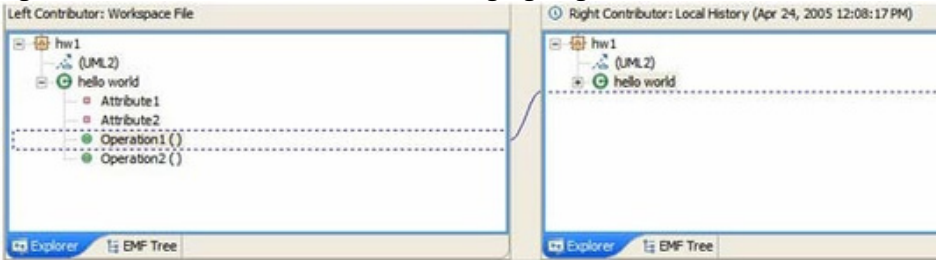 Left Contributor: Workspace File
hw1
(UML2)
hello world
Attribute1
Attribute2
Operation1 ()
Operation2 ()
Explorer
EMF Tree
Right Contributor: Local History (Apr 24, 2005 12:08:17 PM)
hw1
(UML2)
hello world
Explorer
EMF Tree